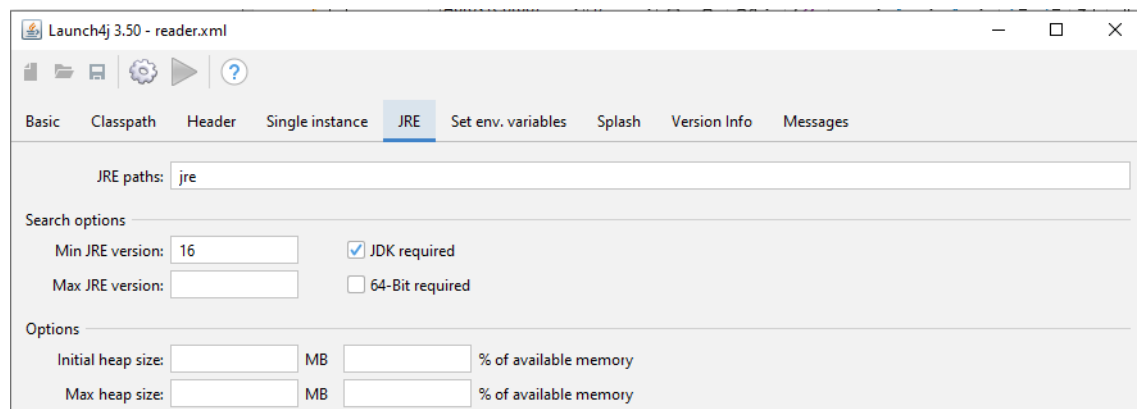 Launch4j 3.50 - reader.xml
?
Basic Classpath Header Single instance JRE Set env. variables Splash Version Info Messages
JRE paths: jre
Search options
Min JRE version: 16 JDK required
Max JRE version: 64-Bit required
Options
Initial heap size: MB % of available memory
Max heap size: MB % of available memory